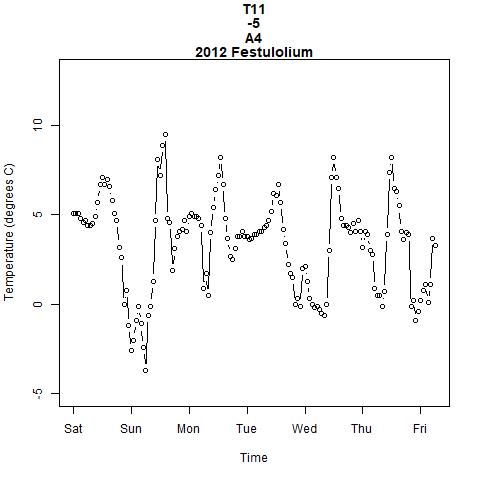 T11
-5
A4
2012 Festulolium
Temperature (degrees C)
10
5
0
-5
Sat Sun Mon Tue Wed Thu Fri
Time